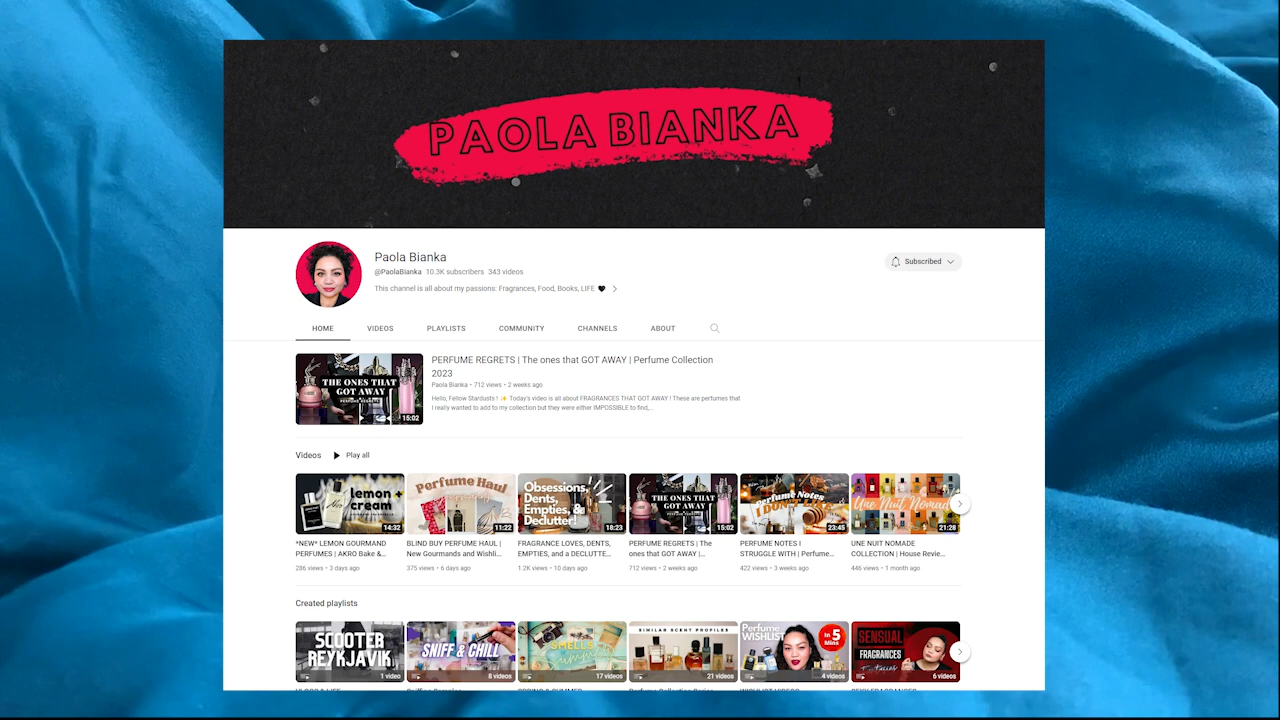 PAOLA BIANKA
Paola Bianka
@PaolaBianka 10.3K subscribers 343 videos
This channel is all about my passions: Fragrances, Food, Books, LIFE 🖤
Subscribed
HOME VIDEOS PLAYLISTS COMMUNITY CHANNELS ABOUT
THE ONES THAT
GOT AWAY
PERFUME REGRETS
15:02
PERFUME REGRETS | The ones that GOT AWAY | Perfume Collection
2023
Paola Bianka • 712 views • 2 weeks ago
Hello, Fellow Stardusts ! ✨ Today's video is all about FRAGRANCES THAT GOT AWAY ! These are perfumes that
I really wanted to add to my collection but they were either IMPOSSIBLE to find,...
Videos Play all
lemon +
cream
14:32
*NEW* LEMON GOURMAND
PERFUMES | AKRO Bake &...
286 views • 3 days ago
Perfume Haul
11:22
BLIND BUY PERFUME HAUL |
New Gourmands and Wishli...
375 views • 6 days ago
Obsessions,
Dents,
Empties, &
Declutter!
18:23
FRAGRANCE LOVES, DENTS,
EMPTIES, and a DECLUTTE...
1.2K views • 10 days ago
THE ONES THAT
GOT AWAY
15:02
PERFUME REGRETS | The
ones that GOT AWAY |...
712 views • 2 weeks ago
Perfume Notes
I DON'T LIKE
23:45
PERFUME NOTES I
STRUGGLE WITH | Perfume...
422 views • 3 weeks ago
Une Nuit Nomade
21:28
UNE NUIT NOMADE
COLLECTION | House Revie...
446 views • 1 month ago
Created playlists
SCOOTER
REYKJAVIK
1 video
SNIFF & CHILL
8 videos
SMELLS
17 videos
SIMILAR SCENT PROFILES
21 videos
Perfume
WISHLIST
in 5
Mins
4 videos
SENSUAL
FRAGRANCES
Fantasias
6 videos